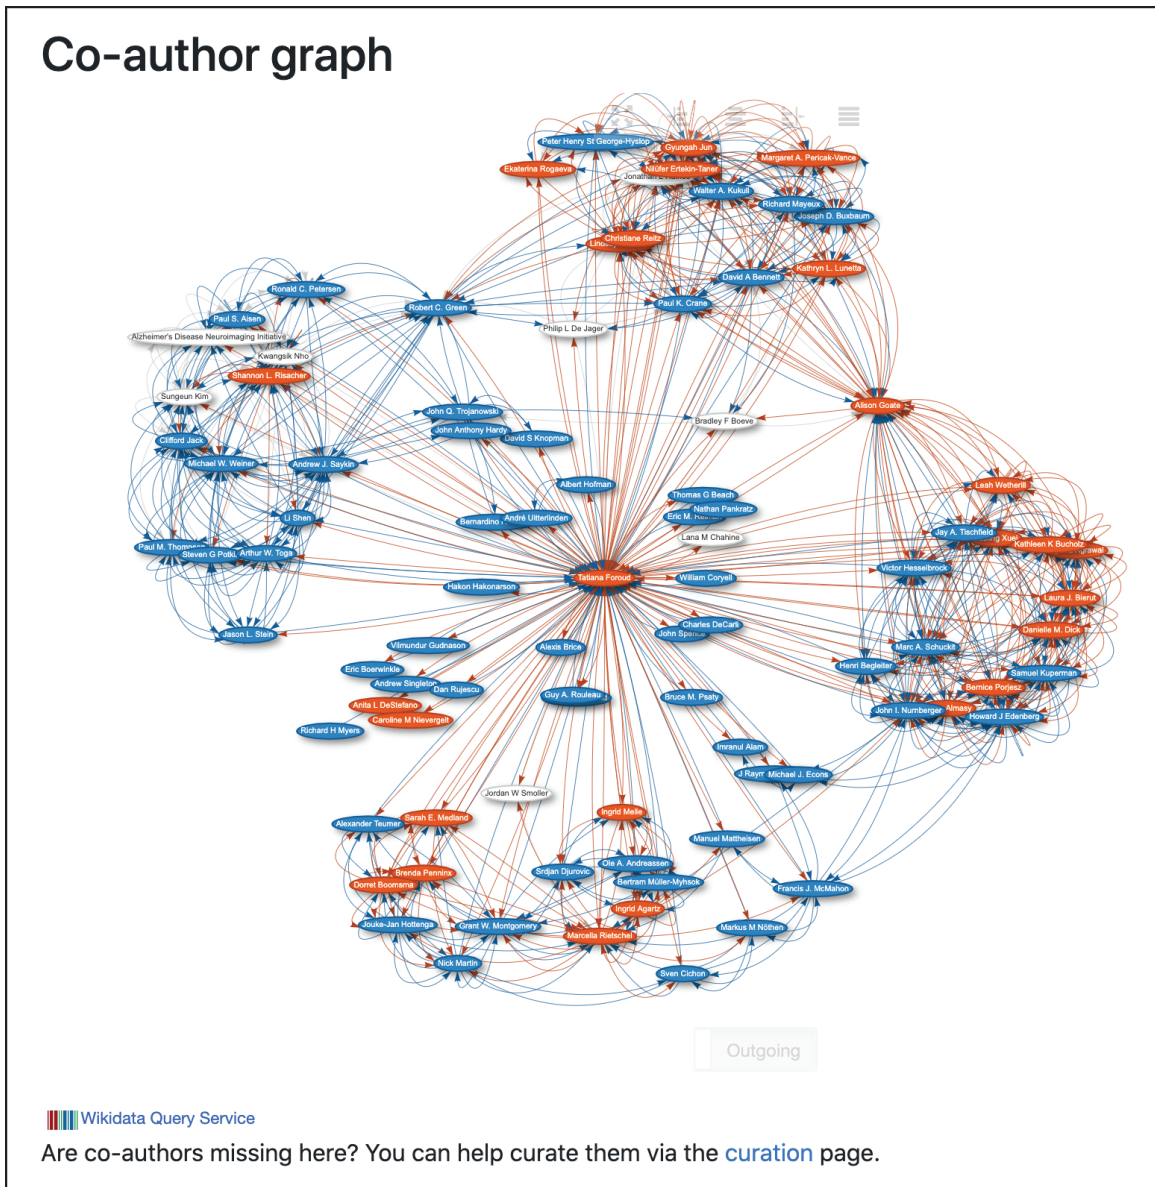 Co-author graph
Peter Henry St George-Hyslop
Gyungah Jun
Margaret A. Pericak-Vance
Ekaterina Rogaeva
Nilüfer Ertekin-Taner
Jonathan
Walter A. Kukull
Richard Mayeux
Joseph D. Buxbaum
Christiane Reitz
Kathryn L. Lunetta
David A Bennett
Ronald C. Petersen
Robert C. Green
Paul K. Crane
Paul S. Aisen
Philip L De Jager
Alzheimer's Disease Neuroimaging Initiative
Kwangsik Nho
Shannon L. Risacher
Sungeun Kim
Alison Goate
John Q. Trojanowski
Bradley F Boeve
John Anthony Hardy
David S Knopman
Clifford Jack
Michael W. Weiner
Andrew J. Saykin
Albert Hofman
Leah Wetherill
Thomas G Beach
Nathan Pankratz
Eric M.
Li Shen
Bernardino
André Uitterlinden
Jay A. Tischfield
Lana M Chahine
Kathleen K Bucholz
Paul M.
Steven G
Arthur W. Toga
Victor Hesselbrock
Tatiana Foroud
William Coryell
Hakon Hakonarson
Laura J. Bierut
Charles DeCarli
John
Danielle M. Dick
Jason L. Stein
Vilmundur Gudnason
Alexis Brice
Marc A. Schuckit
Henri Begleiter
Eric Boerwinkle
Samuel Kuperman
Andrew Singleton
Dan Rujescu
Bernice Porjesz
Guy A. Rouleau
Bruce M. Psaty
Anita L DeStefano
Caroline M Nievergelt
John I. Nurnberger
Almasy
Howard J Edenberg
Richard H Myers
Imranul Alam
Michael J. Econs
Jordan W Smoller
Ingrid Melle
Sarah E. Medland
Alexander Teumer
Manuel Mattheisen
Ole A. Andreassen
Srdjan Djurovic
Brenda Penninx
Bertram Müller-Myhsok
Dorret Boomsma
Francis J. McMahon
Ingrid Agartz
Jouke-Jan Hottenga
Grant W. Montgomery
Markus M Nöthen
Marcella Rietschel
Nick Martin
Sven Cichon
Outgoing
Wikidata Query Service
Are co-authors missing here? You can help curate them via the curation page.